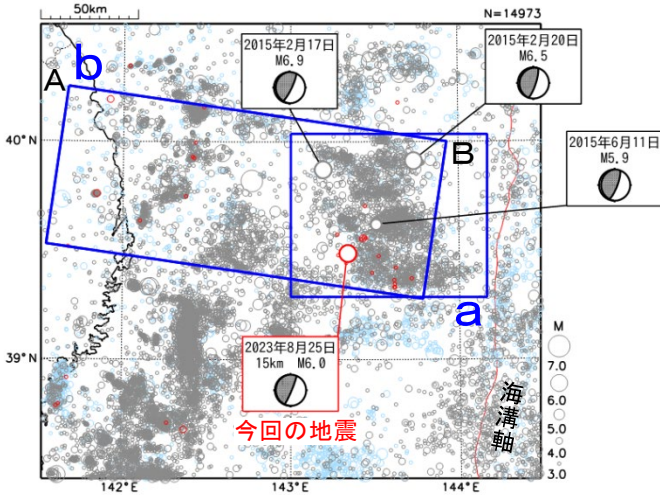 50km
N=14973
2015年2月17日
M6.9
2015年2月20日
M6.5
A
b
40°N
B
2015年6月11日
M5.9
a
2023年8月25日
15km M6.0
今回の地震
39°N
海溝軸
M
7.0
6.0
5.0
4.0
3.0
142°E
143°E
144°E